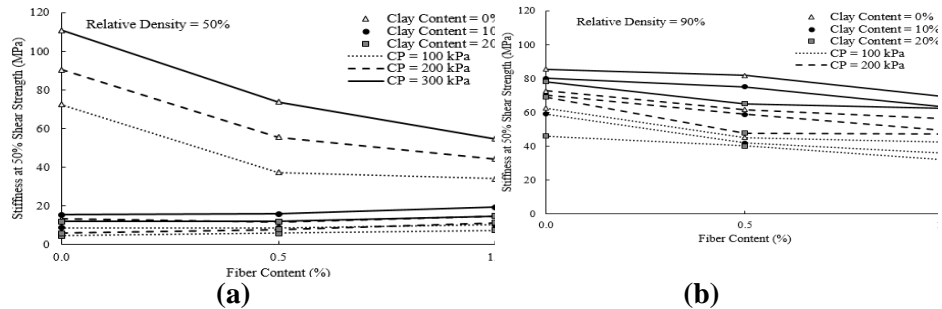 Relative Density = 50%
Clay Content = 0%
Clay Content = 10
Clay Content = 20
CP = 100 kPa
CP = 200 kPa
CP = 300 kPa
Stiffness at 50% Shear Strength (MPa)
120
100
80
60
40
20
0
0.0
0.5
1
Fiber Content (%)
(a)
Relative Density = 90%
Clay Content = 0%
Clay Content = 10%
Clay Content = 20%
CP = 100 kPa
CP = 200 kPa
Stiffness at 50% Shear Strength (MPa)
120
100
80
60
40
20
0
0.0
0.5
1
Fiber Content (%)
(b)